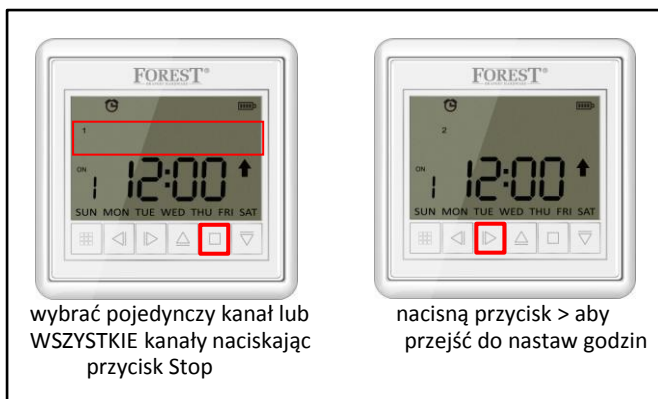 FOREST®
1
ON 1 12:00
SUN MON TUE WED THU FRI SAT
wybrać pojedynczy kanał lub
WSZYSTKIE kanały naciskając
przycisk Stop
FOREST®
2
ON 1 12:00
SUN MON TUE WED THU FRI SAT
nacisną przycisk > aby
przejść do nastaw godzin